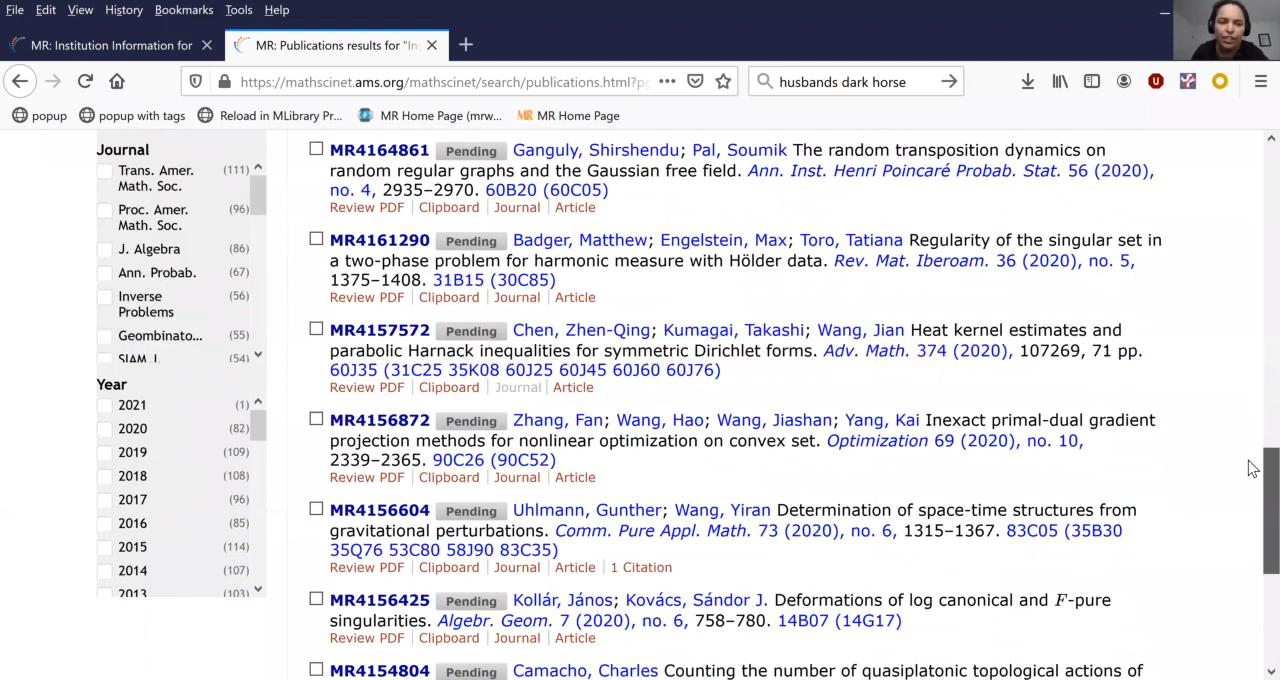 File Edit View History Bookmarks Tools Help
MR: Institution Information for
MR: Publications results for "Ins
https://mathscinet.ams.org/mathscinet/search/publications.html?pg
husbands dark horse
popup popup with tags Reload in MLibrary Pr... MR Home Page (mrw... MR MR Home Page
Journal
Trans. Amer. Math. Soc. (111)
Proc. Amer. Math. Soc. (96)
J. Algebra (86)
Ann. Probab. (67)
Inverse Problems (56)
Geombinato... (55)
SIAM J. (54)
Year
2021 (1)
2020 (82)
2019 (109)
2018 (108)
2017 (96)
2016 (85)
2015 (114)
2014 (107)
2013 (103)
MR4164861 Pending Ganguly, Shirshendu; Pal, Soumik The random transposition dynamics on
random regular graphs and the Gaussian free field. Ann. Inst. Henri Poincaré Probab. Stat. 56 (2020),
no. 4, 2935–2970. 60B20 (60C05)
Review PDF | Clipboard | Journal | Article
MR4161290 Pending Badger, Matthew; Engelstein, Max; Toro, Tatiana Regularity of the singular set in
a two-phase problem for harmonic measure with Hölder data. Rev. Mat. Iberoam. 36 (2020), no. 5,
1375–1408. 31B15 (30C85)
Review PDF | Clipboard | Journal | Article
MR4157572 Pending Chen, Zhen-Qing; Kumagai, Takashi; Wang, Jian Heat kernel estimates and
parabolic Harnack inequalities for symmetric Dirichlet forms. Adv. Math. 374 (2020), 107269, 71 pp.
60J35 (31C25 35K08 60J25 60J45 60J60 60J76)
Review PDF | Clipboard | Journal | Article
MR4156872 Pending Zhang, Fan; Wang, Hao; Wang, Jiashan; Yang, Kai Inexact primal-dual gradient
projection methods for nonlinear optimization on convex set. Optimization 69 (2020), no. 10,
2339–2365. 90C26 (90C52)
Review PDF | Clipboard | Journal | Article
MR4156604 Pending Uhlmann, Gunther; Wang, Yiran Determination of space-time structures from
gravitational perturbations. Comm. Pure Appl. Math. 73 (2020), no. 6, 1315–1367. 83C05 (35B30
35Q76 53C80 58J90 83C35)
Review PDF | Clipboard | Journal | Article | 1 Citation
MR4156425 Pending Kollár, János; Kovács, Sándor J. Deformations of log canonical and F-pure
singularities. Algebr. Geom. 7 (2020), no. 6, 758–780. 14B07 (14G17)
Review PDF | Clipboard | Journal | Article
MR4154804 Pending Camacho, Charles Counting the number of quasiplatonic topological actions of